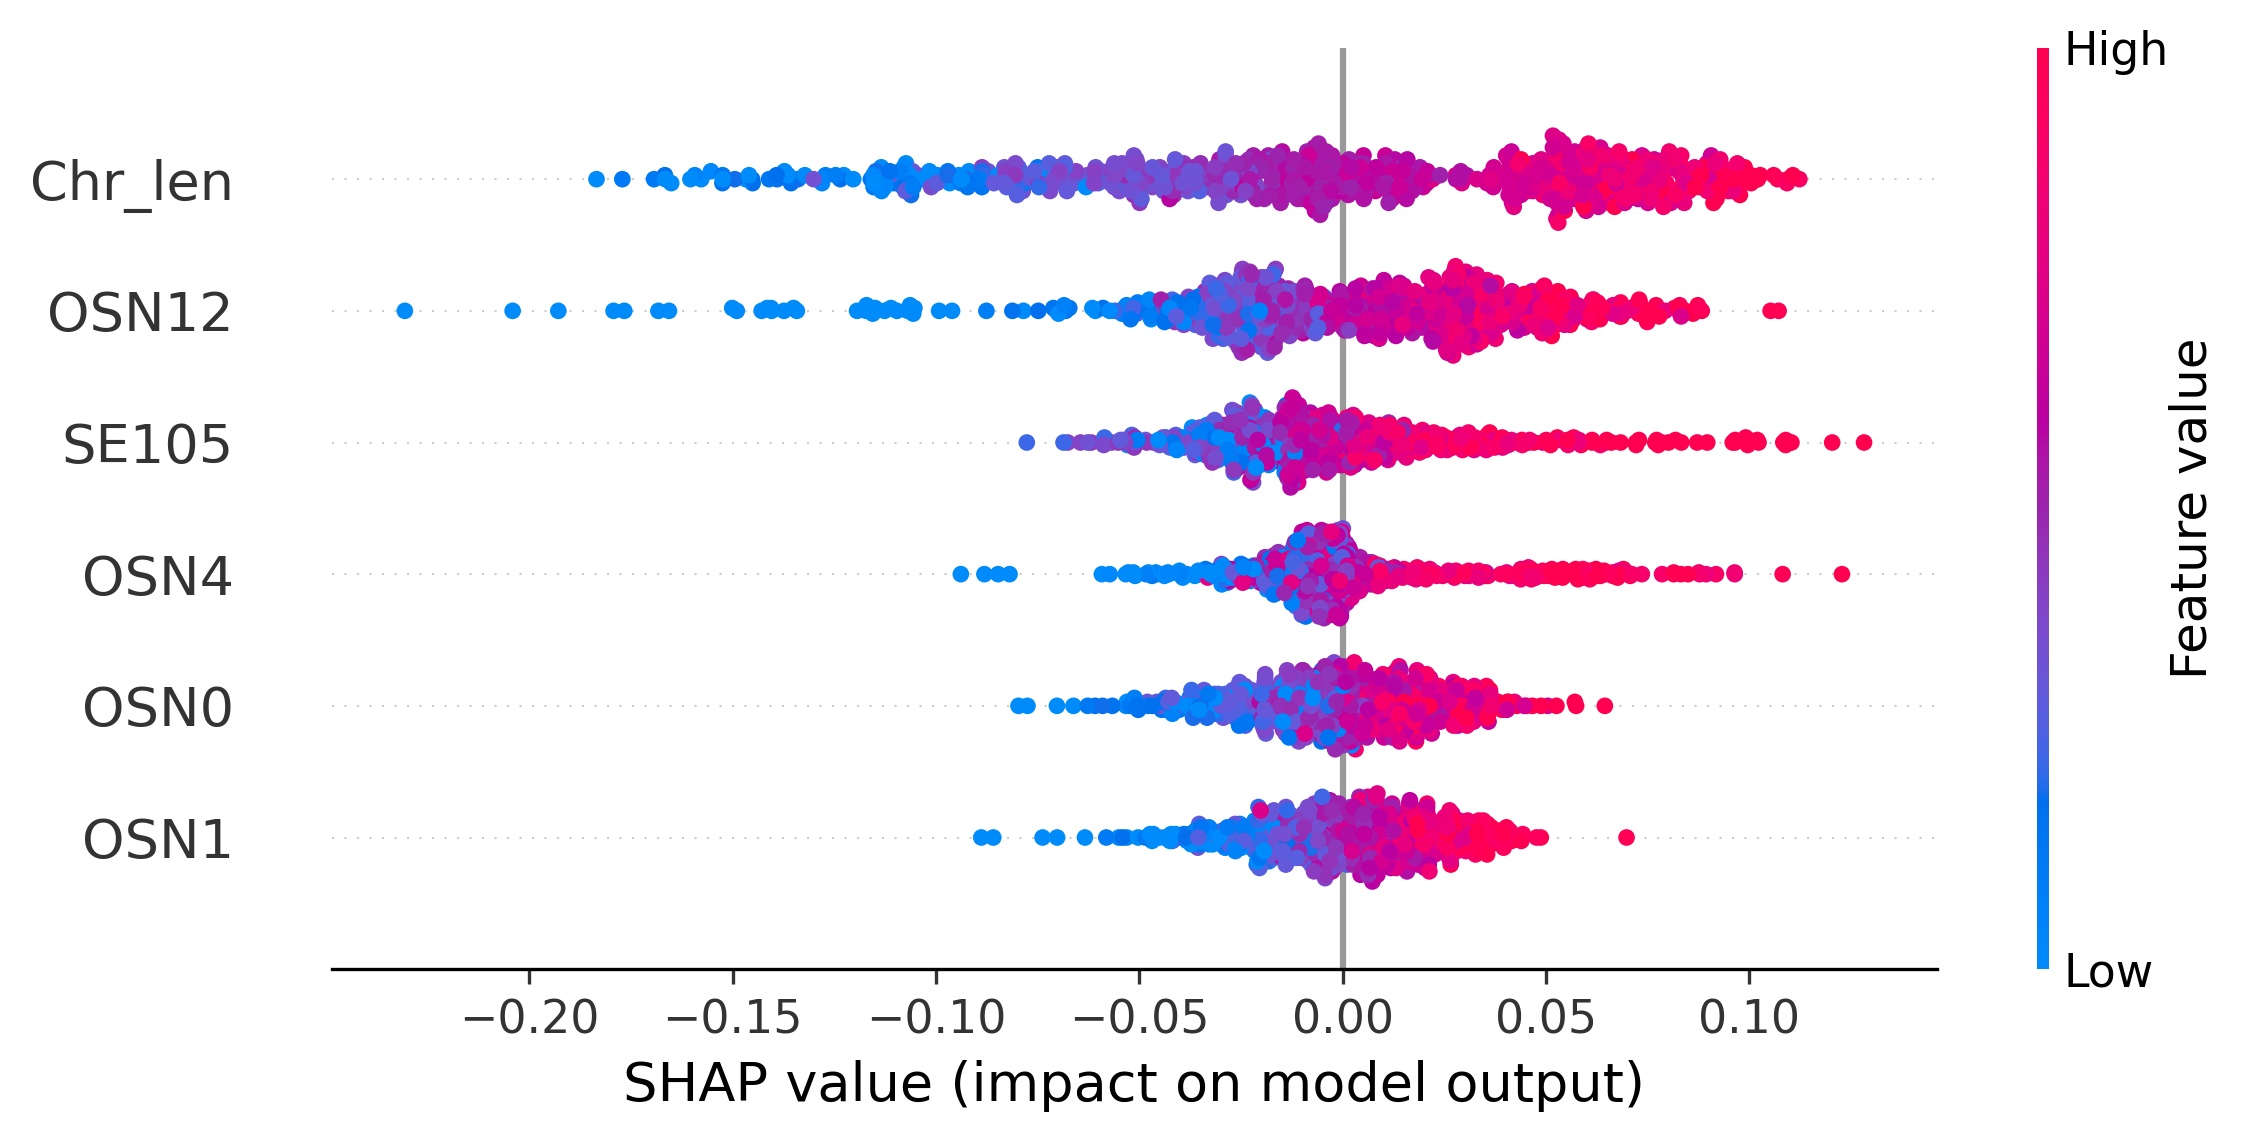 High
Chr_len
OSN12
SE105
OSN4
OSN0
OSN1
Feature value
Low
−0.20 −0.15 −0.10 −0.05 0.00 0.05 0.10
SHAP value (impact on model output)